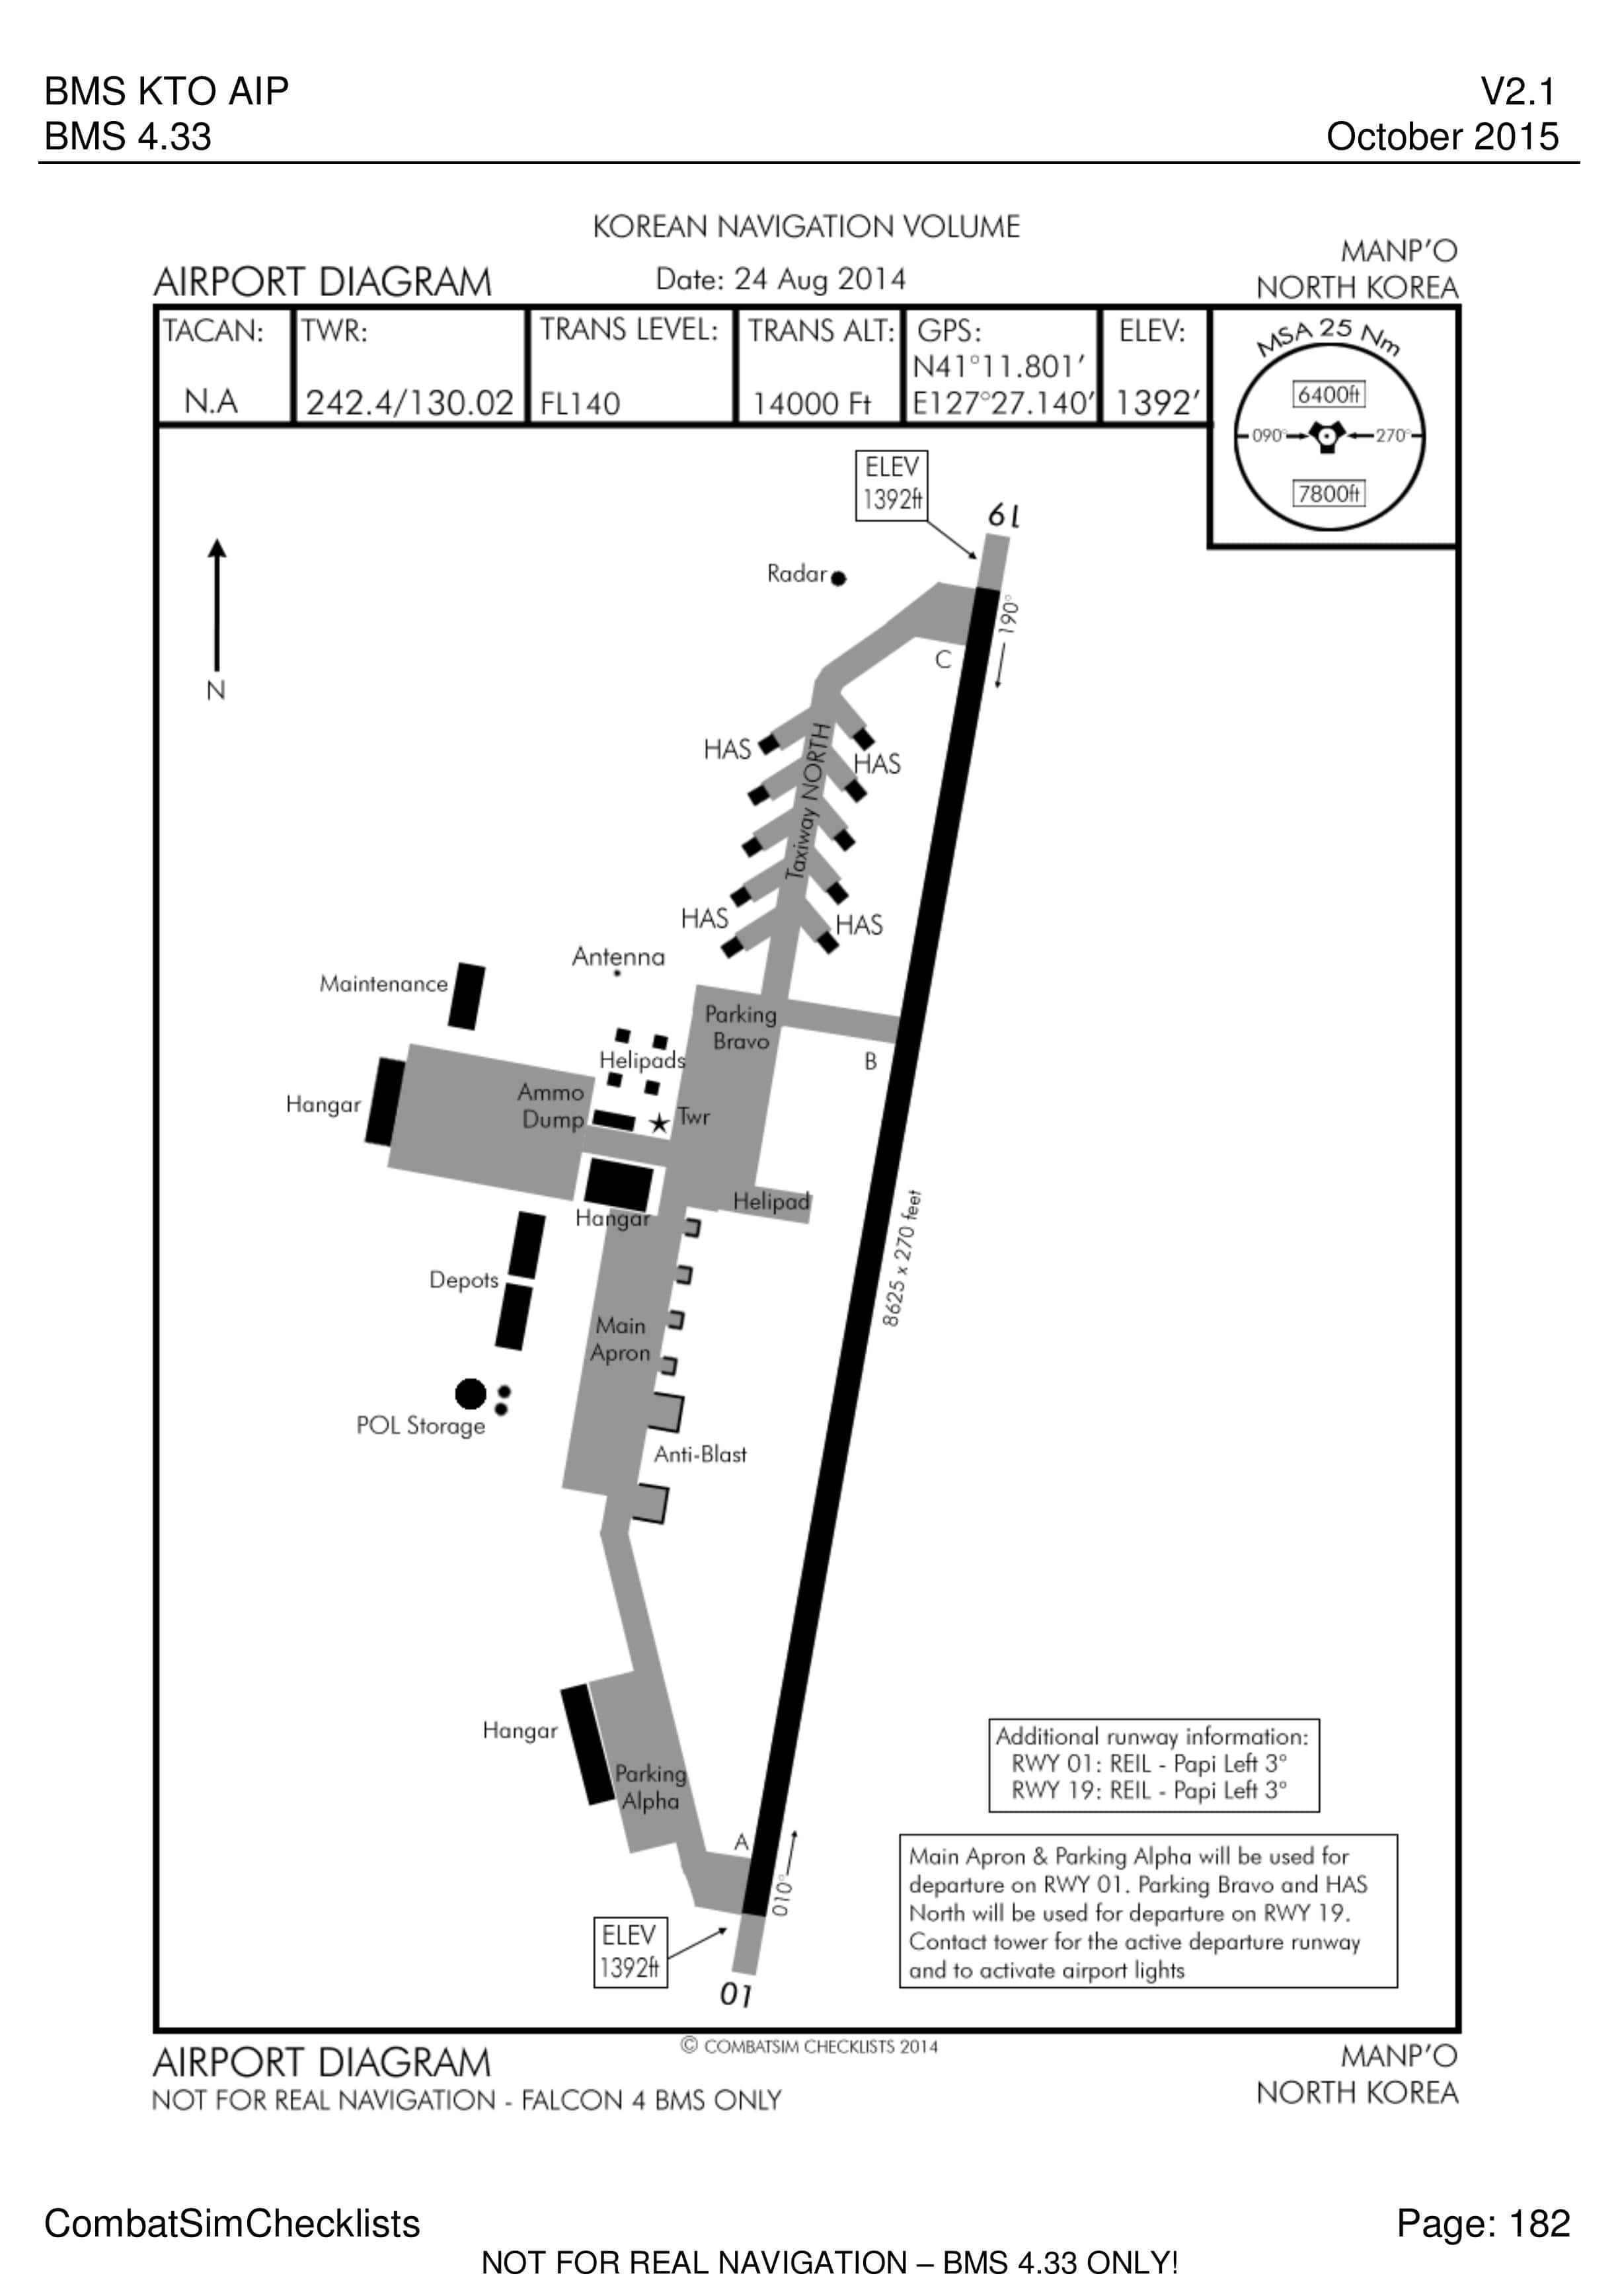 BMS KTO AIP
V2.1
BMS 4.33
October 2015
KOREAN NAVIGATION VOLUME
MANP'O
AIRPORT DIAGRAM
Date: 24 Aug 2014
NORTH KOREA
TACAN:
N.A
TWR:
242.4/130.02
TRANS LEVEL:
FL140
TRANS ALT:
14000 Ft
GPS:
N41°11.801'
E127°27.140'
ELEV:
1392'
MSA 25 Nm
6400ft
090°
270°
7800ft
ELEV
1392ft
19
190°
N
Radar
C
HAS
HAS
Taxiway NORTH
HAS
HAS
Antenna
Maintenance
Parking
Bravo
B
Helipads
Hangar
Ammo
Dump
Twr
Helipad
Hangar
8625 x 270 feet
Depots
Main
Apron
POL Storage
Anti-Blast
Hangar
Parking
Alpha
A
010°
Additional runway information:
RWY 01: REIL - Papi Left 3°
RWY 19: REIL - Papi Left 3°
Main Apron & Parking Alpha will be used for
departure on RWY 01. Parking Bravo and HAS
North will be used for departure on RWY 19.
Contact tower for the active departure runway
and to activate airport lights
ELEV
1392ft
01
© COMBATSIM CHECKLISTS 2014
AIRPORT DIAGRAM
MANP'O
NOT FOR REAL NAVIGATION - FALCON 4 BMS ONLY
NORTH KOREA
CombatSimChecklists
Page: 182
NOT FOR REAL NAVIGATION – BMS 4.33 ONLY!